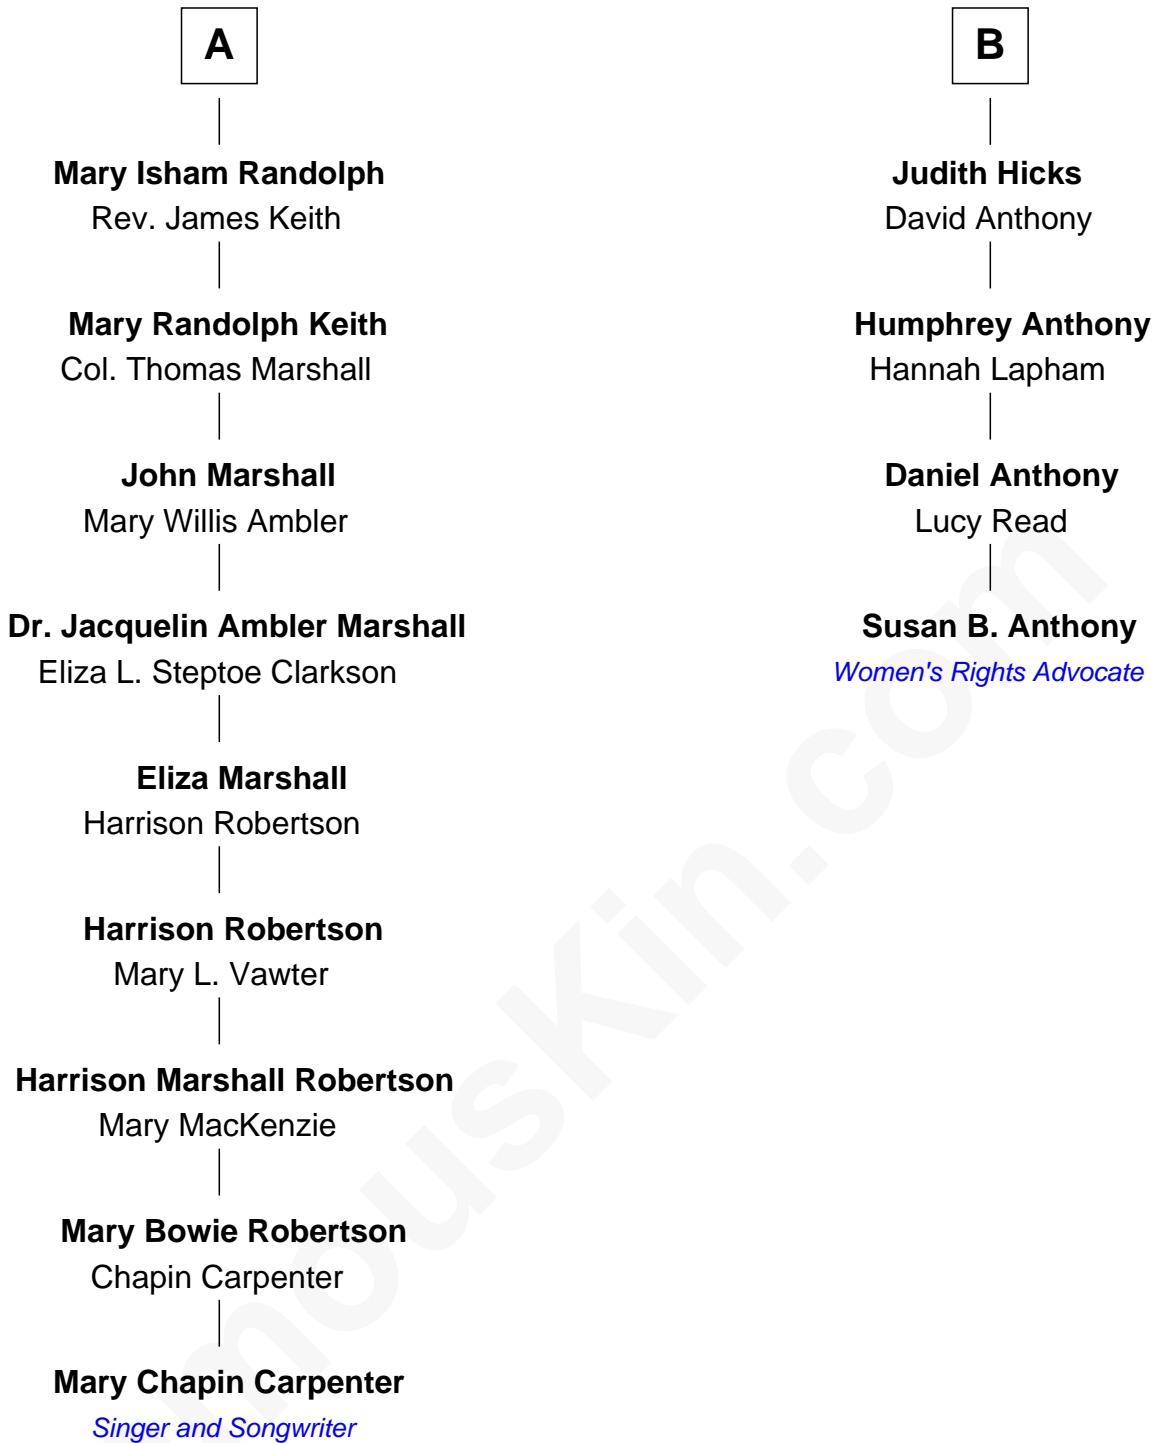 A
Mary Isham Randolph
Rev. James Keith
Mary Randolph Keith
Col. Thomas Marshall
John Marshall
Mary Willis Ambler
Dr. Jacquelin Ambler Marshall
Eliza L. Steptoe Clarkson
Eliza Marshall
Harrison Robertson
Harrison Robertson
Mary L. Vawter
Harrison Marshall Robertson
Mary MacKenzie
Mary Bowie Robertson
Chapin Carpenter
Mary Chapin Carpenter
Singer and Songwriter
B
Judith Hicks
David Anthony
Humphrey Anthony
Hannah Lapham
Daniel Anthony
Lucy Read
Susan B. Anthony
Women's Rights Advocate
mousKin.com